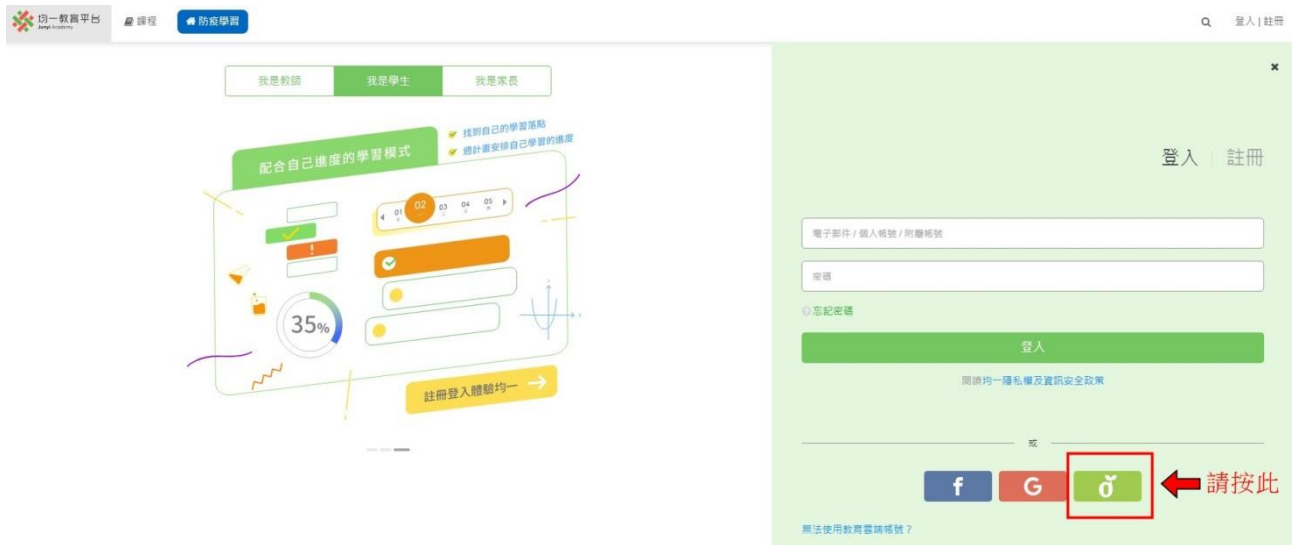 均一教育平台
Junyi Academy
課程
防疫學習
登入 | 註冊
我是教師
我是學生
我是家長
找到自己的學習落點
週計畫安排自己學習的進度
配合自己進度的學習模式
01
02
03
04
05
35%
註冊登入體驗均一
登入 | 註冊
電子郵件 / 個人帳號 / 附屬帳號
密碼
忘記密碼
登入
閱讀均一隱私權及資訊安全政策
或
f
G
請按此
無法使用教育雲端帳號？